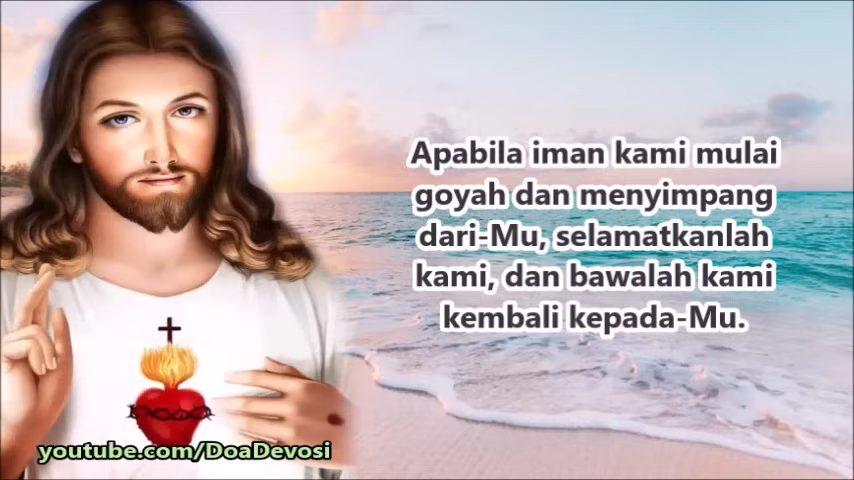 Apabila iman kami mulai
goyah dan menyimpang
dari-Mu, selamatkanlah
kami, dan bawalah kami
kembali kepada-Mu.
youtube.com/DoaDevosi